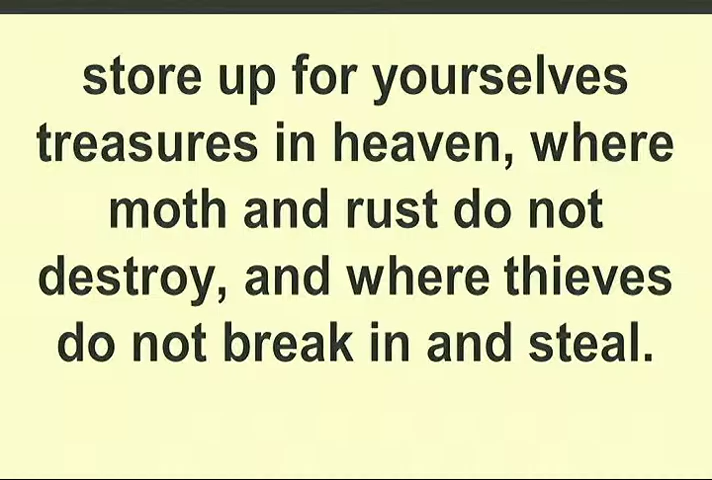 store up for yourselves
treasures in heaven, where
moth and rust do not
destroy, and where thieves
do not break in and steal.